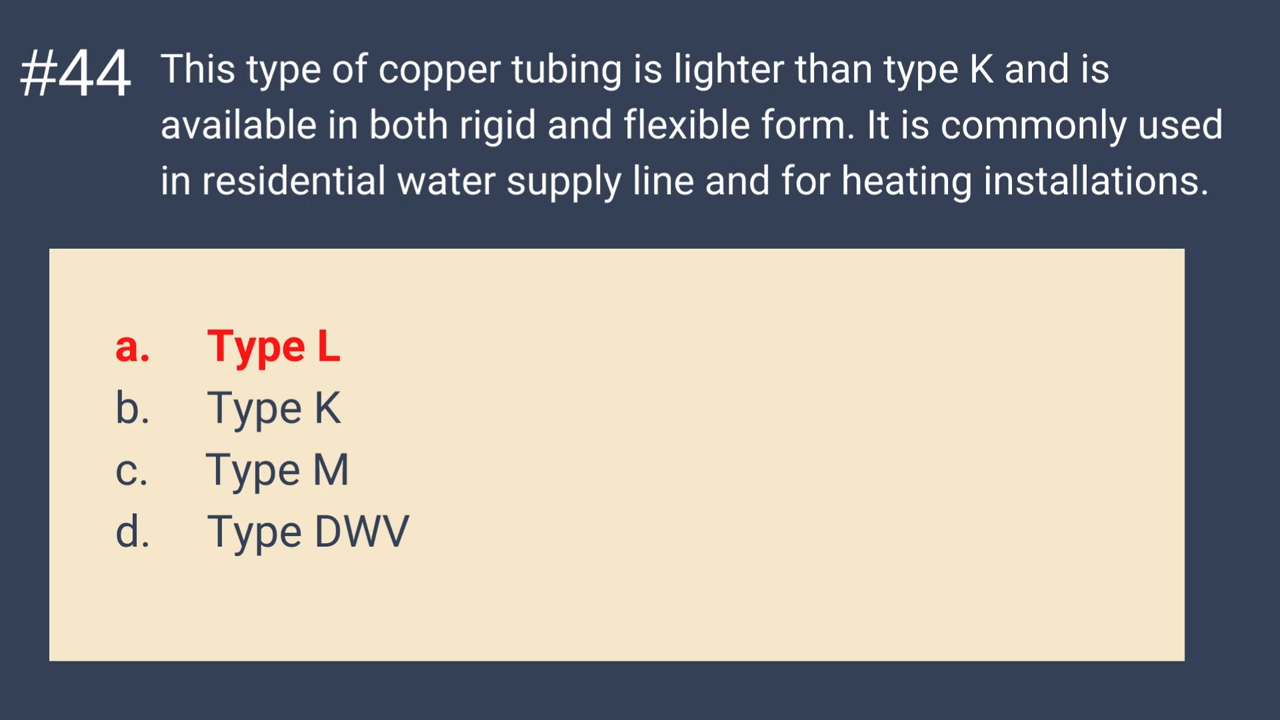 #44 This type of copper tubing is lighter than type K and is
available in both rigid and flexible form. It is commonly used
in residential water supply line and for heating installations.
a. Type L
b. Type K
c. Type M
d. Type DWV